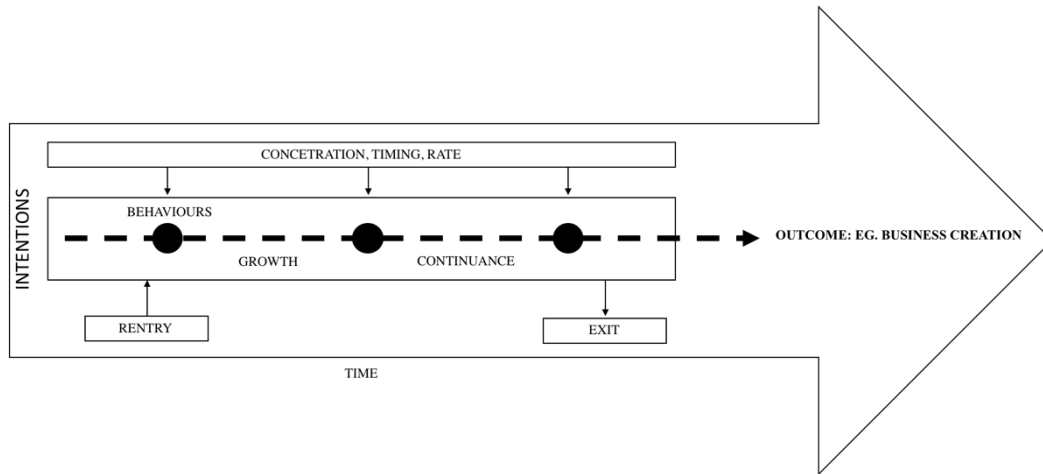 INTENTIONS
CONCETRATION, TIMING, RATE
BEHAVIOURS
GROWTH
CONTINUANCE
OUTCOME: EG. BUSINESS CREATION
RENTRY
EXIT
TIME